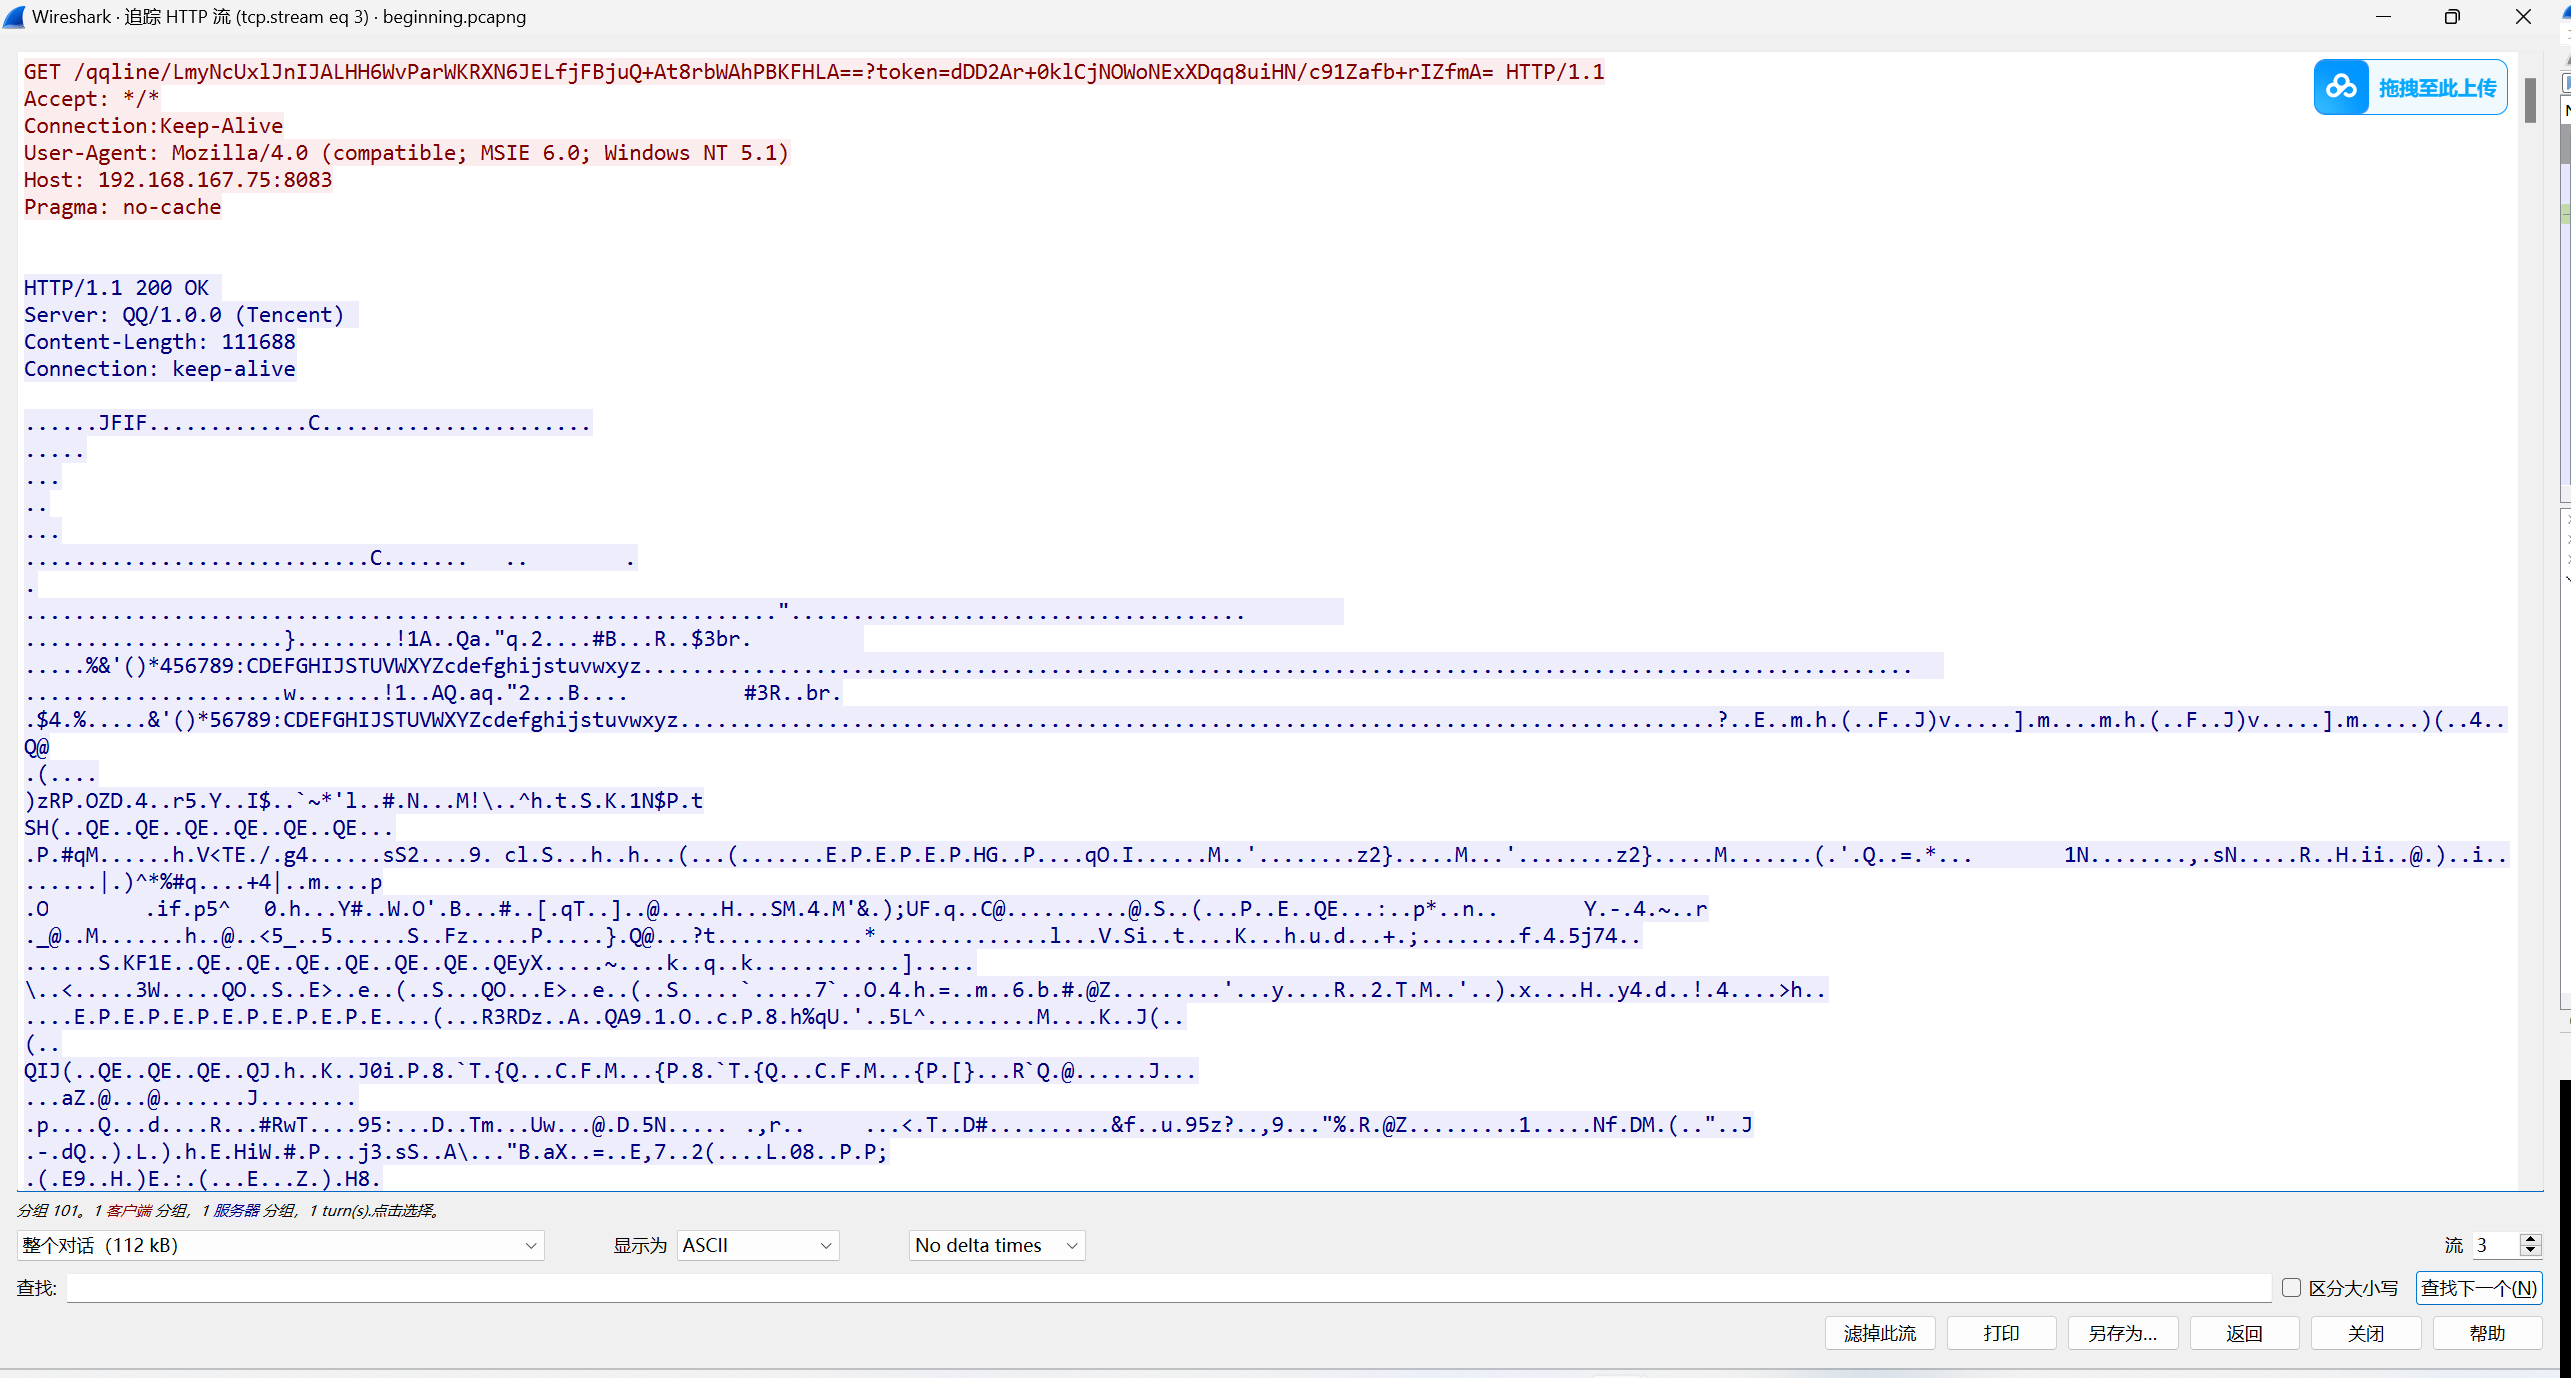 Wireshark · 追踪 HTTP 流 (tcp.stream eq 3) · beginning.pcapng
GET /qqline/LmyNcUxlJnIJALHH6WvParWKRXN6JELfjFBjuQ+At8rbWAhPBKFHLA==?token=dDD2Ar+0klCjNOWoNExXDqq8uiHN/c91Zafb+rIZfmA= HTTP/1.1
拖拽至此上传
Accept: */*
Connection:Keep-Alive
User-Agent: Mozilla/4.0 (compatible; MSIE 6.0; Windows NT 5.1)
Host: 192.168.167.75:8083
Pragma: no-cache
HTTP/1.1 200 OK
Server: QQ/1.0.0 (Tencent)
Content-Length: 111688
Connection: keep-alive
......JFIF.............C......................
.....
...
..
...
............................C....... .. .
.
.............................................................".....................................
.....................}........!1A..Qa."q.2....#B...R..$3br.
.....%&'()*456789:CDEFGHIJSTUVWXYZcdefghijstuvwxyz.......................................................................................................
.....................w.......!1..AQ.aq."2...B.... #3R..br.
.$4.%.....&'()*56789:CDEFGHIJSTUVWXYZcdefghijstuvwxyz....................................................................................?..E..m.h.(..F..J)v.....].m....m.h.(..F..J)v.....].m.....)(..4..
Q@
.(....
)zRP.OZD.4..r5.Y..I$..`~*'l..#.N...M!\..^h.t.S.K.1N$P.t
SH(..QE..QE..QE..QE..QE..QE...
.P.#qM......h.V<TE./.g4......sS2....9. cl.S...h..h...(...(.......E.P.E.P.E.P.HG..P....qO.I......M..'........z2}.....M...'........z2}.....M.......(.'.Q..=.*... 1N........,.sN.....R..H.ii..@.)..i..
......|.)^*%#q....+4|..m....p
.O .if.p5^ 0.h...Y#..W.O'.B...#..[.qT..]..@.....H...SM.4.M'&.);UF.q..C@..........@.S..(...P..E..QE...:..p*..n.. Y.-.4.~..r
._@..M.......h..@..<5_..5......S..Fz.....P.....}.Q@...?t............*..............l...V.Si..t....K...h.u.d...+.;........f.4.5j74..
......S.KF1E..QE..QE..QE..QE..QE..QE..QEyX.....~....k..q..k............].....
\..<.....3W.....QO..S..E>..e..(..S...QO...E>..e..(..S.....`.....7`..O.4.h.=..m..6.b.#.@Z.........'...y....R..2.T.M..'..).x....H..y4.d..!.4....>h..
....E.P.E.P.E.P.E.P.E.P.E.P.E....(...R3RDz..A..QA9.1.O..c.P.8.h%qU.'..5L^.........M....K..J(..
(..
QIJ(..QE..QE..QE..QJ.h..K..J0i.P.8.`T.{Q...C.F.M...{P.8.`T.{Q...C.F.M...{P.[}...R`Q.@......J...
...aZ.@...@.......J........
.p....Q...d....R...#RwT....95:...D..Tm...Uw...@.D.5N..... .,r.. ...<.T..D#..........&f..u.95z?..,9..."%.R.@Z.........1.....Nf.DM.(.."..J
.-.dQ..).L.).h.E.HiW.#.P...j3.sS..A\..."B.aX..=..E,7..2(....L.08..P.P;
.(.E9..H.)E.:.(...E...Z.).H8.
分组 101。1 客户端 分组，1 服务器 分组，1 turn(s).点击选择。
整个对话（112 kB）
显示为 ASCII
No delta times
流 3
查找:
区分大小写
查找下一个(N)
滤掉此流
打印
另存为...
返回
关闭
帮助